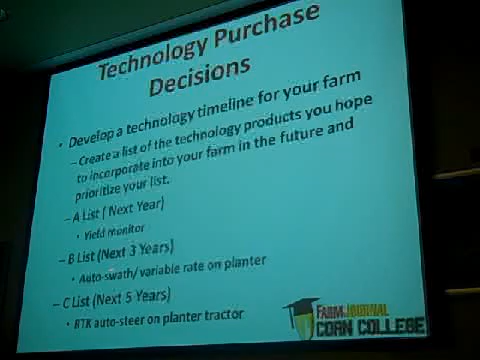 Technology Purchase
Decisions
• Develop a technology timeline for your farm
– Create a list of the technology products you hope
to incorporate into your farm in the future and
prioritize your list.
– A List ( Next Year)
• Yield monitor
– B List (Next 3 Years)
• Auto-swath/variable rate on planter
– C List (Next 5 Years)
• RTK auto-steer on planter tractor
FARM JOURNAL
CORN COLLEGE